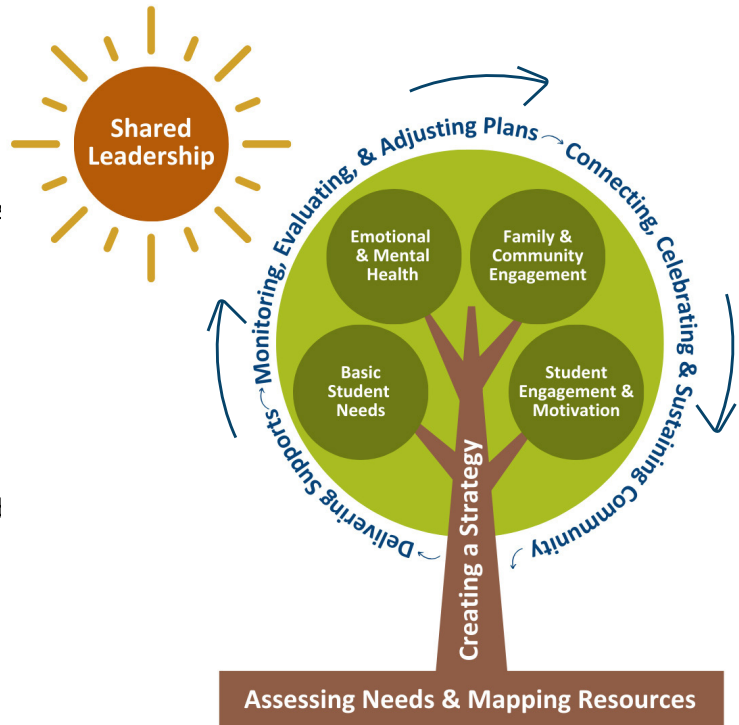 Shared
Leadership
Monitoring, Evaluating, & Adjusting Plans
Connecting, Celebrating & Sustaining Community
Delivering Supports
Emotional
& Mental
Health
Family &
Community
Engagement
Basic
Student
Needs
Student
Engagement &
Motivation
Creating a Strategy
Assessing Needs & Mapping Resources